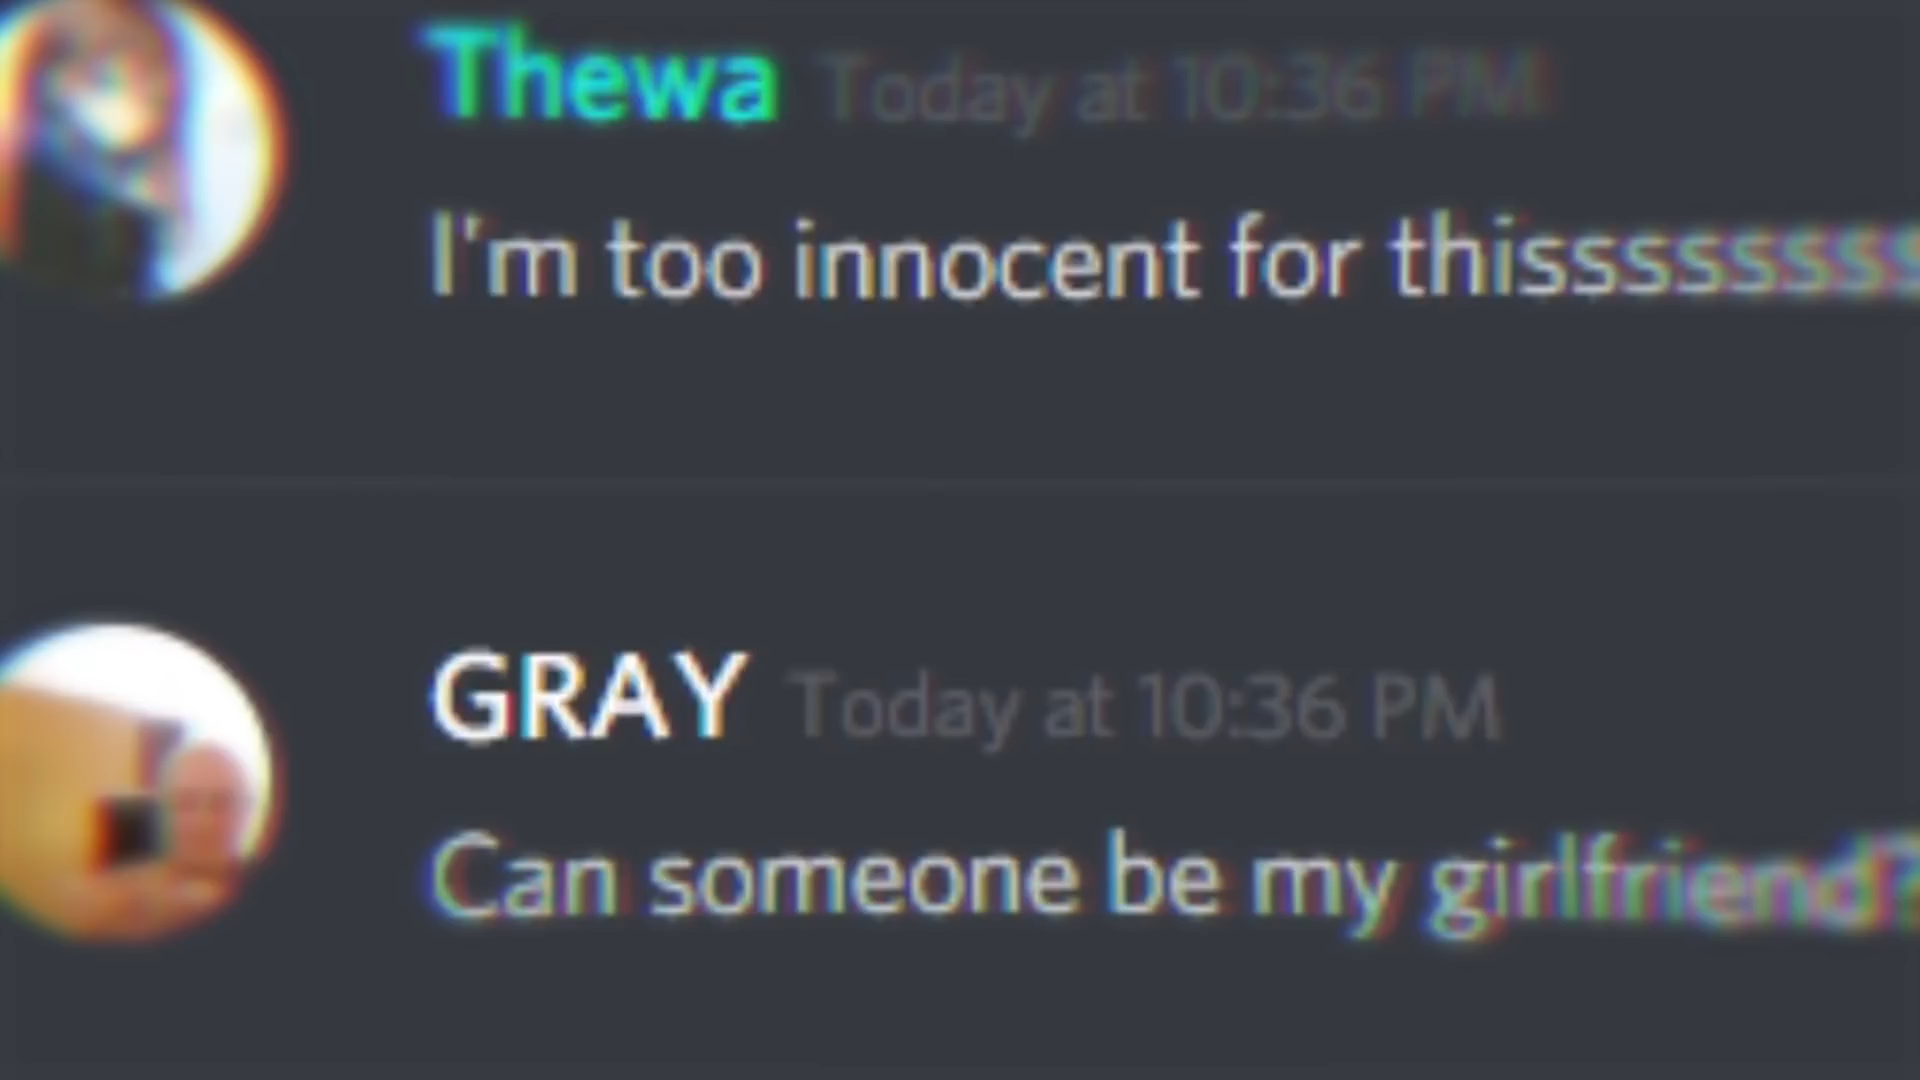 Thewa Today at 10:36 PM
I'm too innocent for thisssssssss
GRAY Today at 10:36 PM
Can someone be my girlfriend?